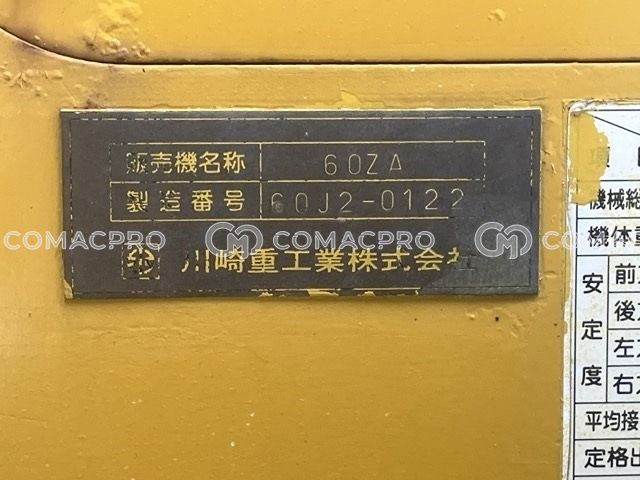 販売機名称 60ZA
製造番号 60J2-0122
川崎重工業株式会社
COMACPRO COMACPRO COMACPRO
項
機械総
機体重
安定度
前
後
左
右
平均接
定格出